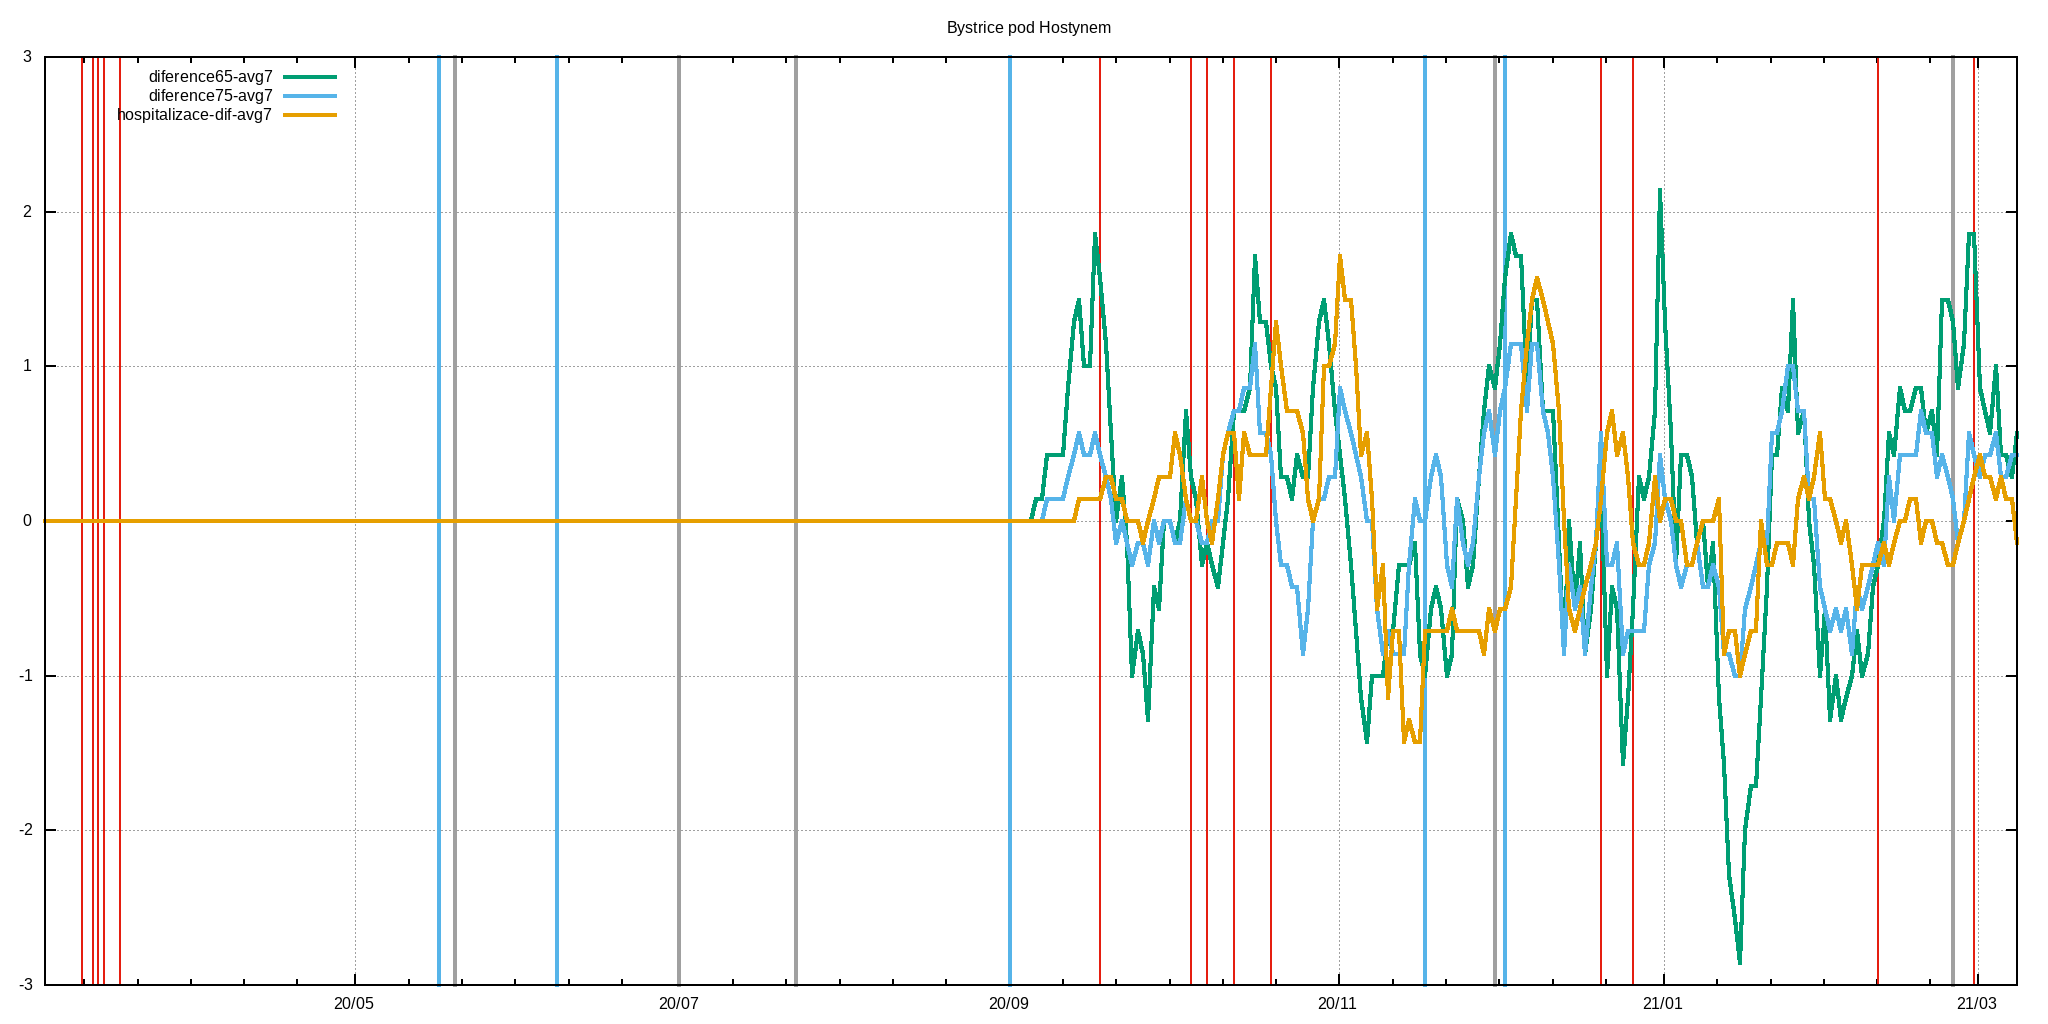 Bystrice pod Hostynem
diference65-avg7
diference75-avg7
hospitalizace-dif-avg7
3
2
1
0
-1
-2
-3
20/05 20/07 20/09 20/11 21/01 21/03